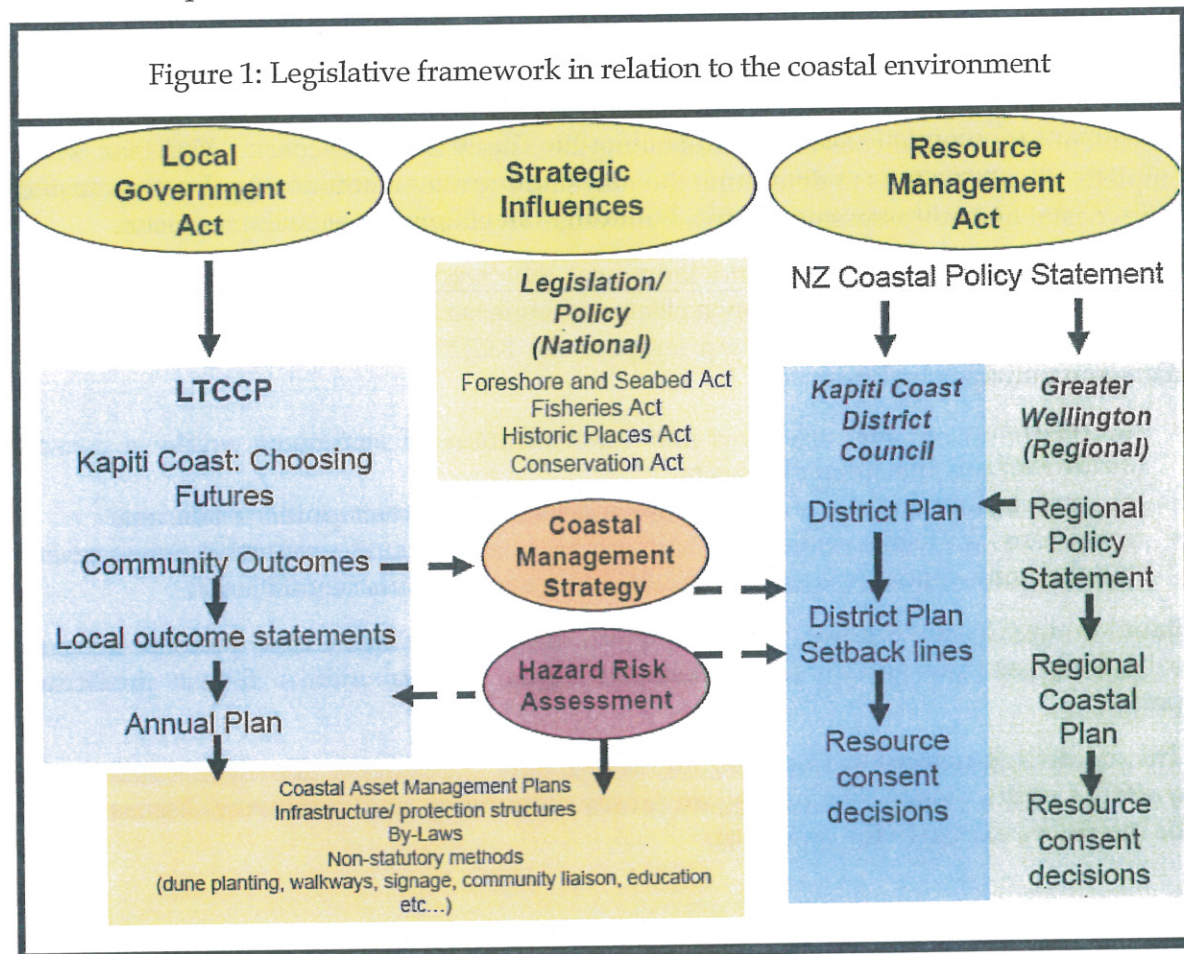 Figure 1: Legislative framework in relation to the coastal environment
Local
Government
Act
Strategic
Influences
Resource
Management
Act
Legislation/
Policy
(National)
Foreshore and Seabed Act
Fisheries Act
Historic Places Act
Conservation Act
NZ Coastal Policy Statement
LTCCP
Kapiti Coast: Choosing
Futures
Community Outcomes
Local outcome statements
Annual Plan
Coastal
Management
Strategy
Hazard Risk
Assessment
Kapiti Coast
District
Council
District Plan
District Plan
Setback lines
Resource
consent
decisions
Greater
Wellington
(Regional)
Regional
Policy
Statement
Regional
Coastal
Plan
Resource
consent
decisions
Coastal Asset Management Plans
Infrastructure/ protection structures
By-Laws
Non-statutory methods
(dune planting, walkways, signage, community liaison, education
etc…)